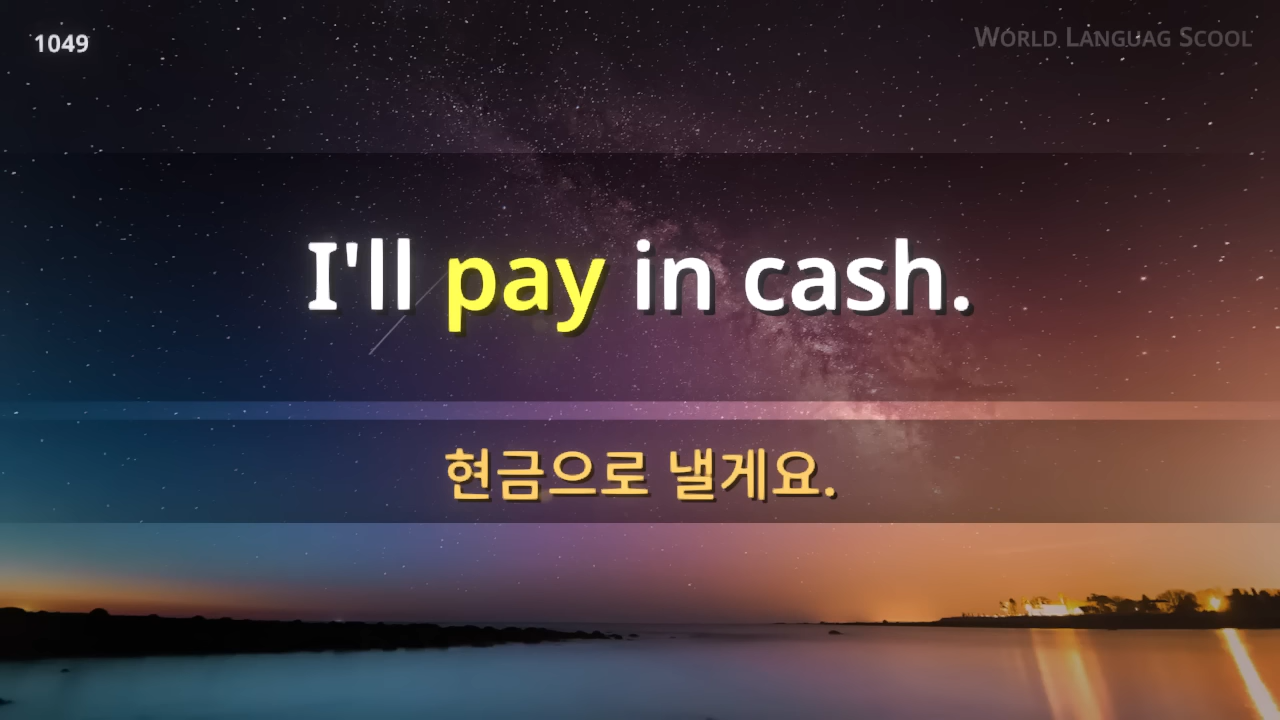 1049
WORLD LANGUAG SCOOL
I'll pay in cash.
현금으로 낼게요.